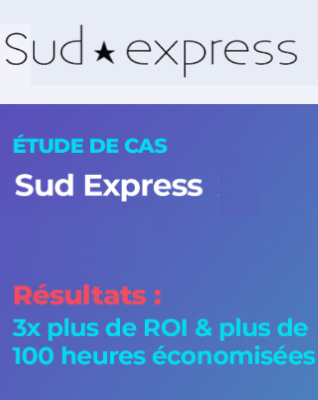 Sud★express
ÉTUDE DE CAS
Sud Express
Résultats :
3x plus de ROI & plus de
100 heures économisées